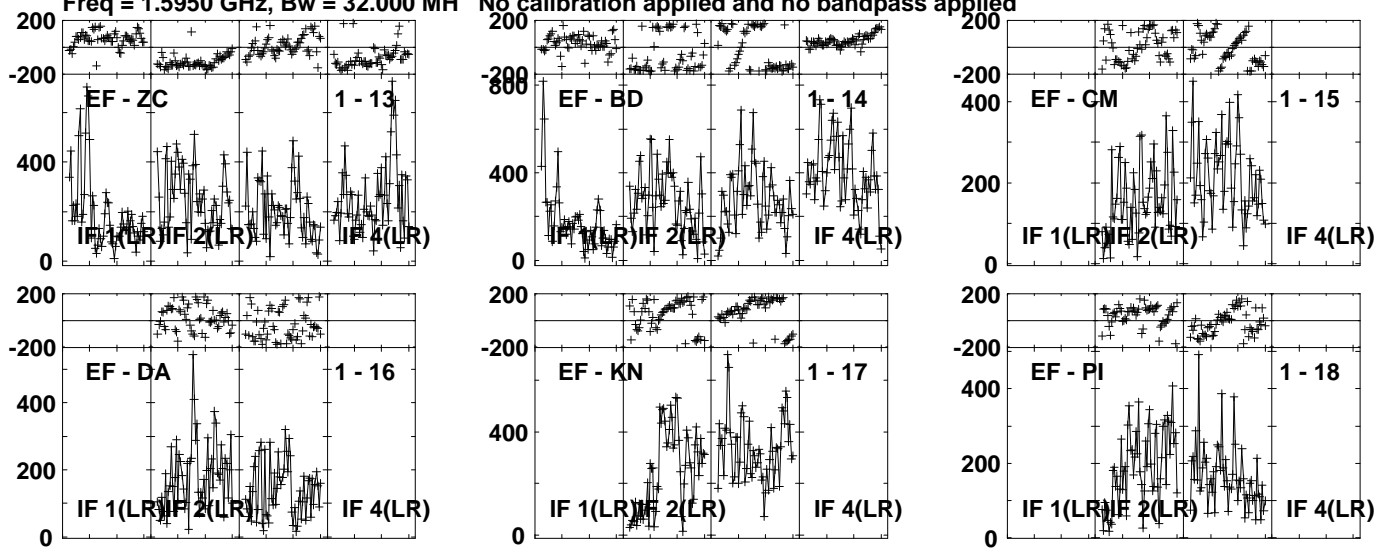 Freq = 1.5950 GHz, Bw = 32.000 MH No calibration applied and no bandpass applied
200
-200
EF - ZC 1 - 13
400
0
IF 1(LR) IF 2(LR) IF 4(LR)
200
-200
800
EF - BD 1 - 14
400
0
IF 1(LR) IF 2(LR) IF 4(LR)
200
-200
400
EF - CM 1 - 15
200
0
IF 1(LR) IF 2(LR) IF 4(LR)
200
-200
EF - DA 1 - 16
400
200
0
IF 1(LR) IF 2(LR) IF 4(LR)
200
-200
EF - KN 1 - 17
400
0
IF 1(LR) IF 2(LR) IF 4(LR)
200
-200
EF - PI 1 - 18
400
200
0
IF 1(LR) IF 2(LR) IF 4(LR)